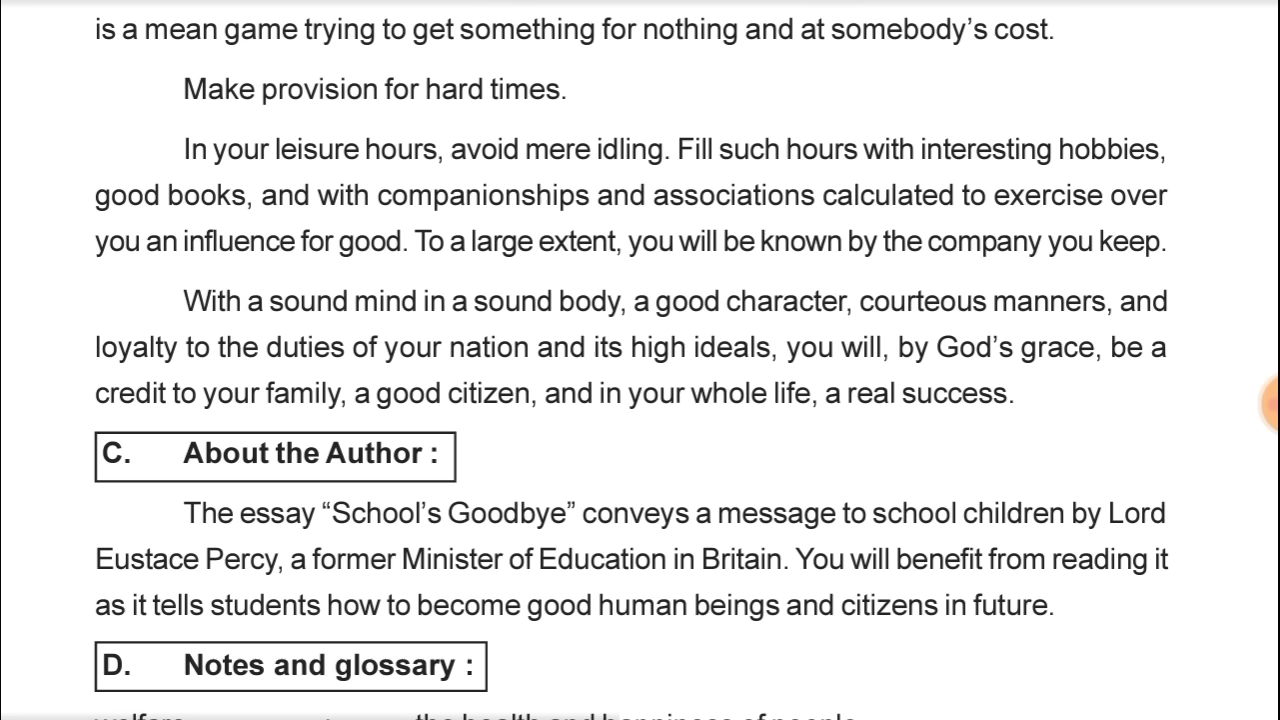 is a mean game trying to get something for nothing and at somebody’s cost.
Make provision for hard times.
In your leisure hours, avoid mere idling. Fill such hours with interesting hobbies,
good books, and with companionships and associations calculated to exercise over
you an influence for good. To a large extent, you will be known by the company you keep.
With a sound mind in a sound body, a good character, courteous manners, and
loyalty to the duties of your nation and its high ideals, you will, by God’s grace, be a
credit to your family, a good citizen, and in your whole life, a real success.
C. About the Author :
The essay “School’s Goodbye” conveys a message to school children by Lord
Eustace Percy, a former Minister of Education in Britain. You will benefit from reading it
as it tells students how to become good human beings and citizens in future.
D. Notes and glossary :
welfare - the health and happiness of people